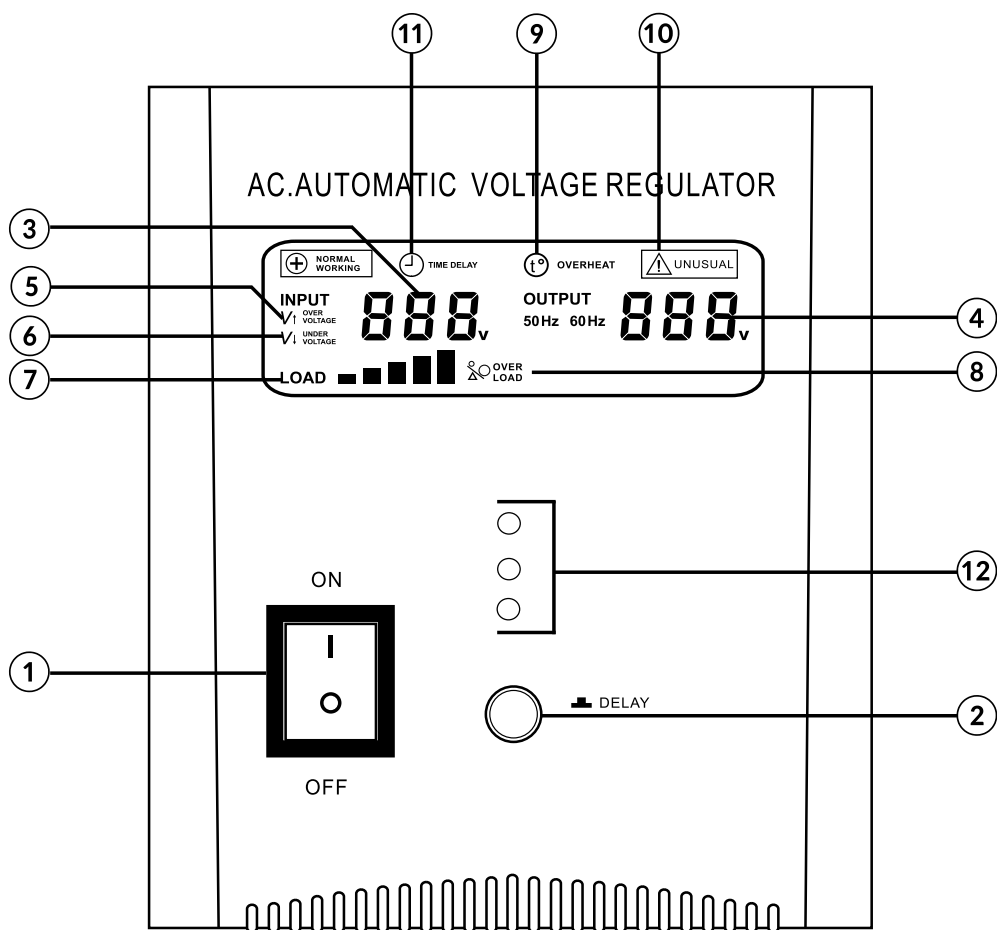 11
9
10
AC.AUTOMATIC VOLTAGE REGULATOR
3
NORMAL
WORKING
TIME DELAY
t° OVERHEAT
UNUSUAL
5
INPUT
OVER
VOLTAGE
888v
OUTPUT
50Hz 60Hz
888v
4
6
UNDER
VOLTAGE
7
LOAD
OVER
LOAD
8
12
ON
I
O
OFF
1
DELAY
2